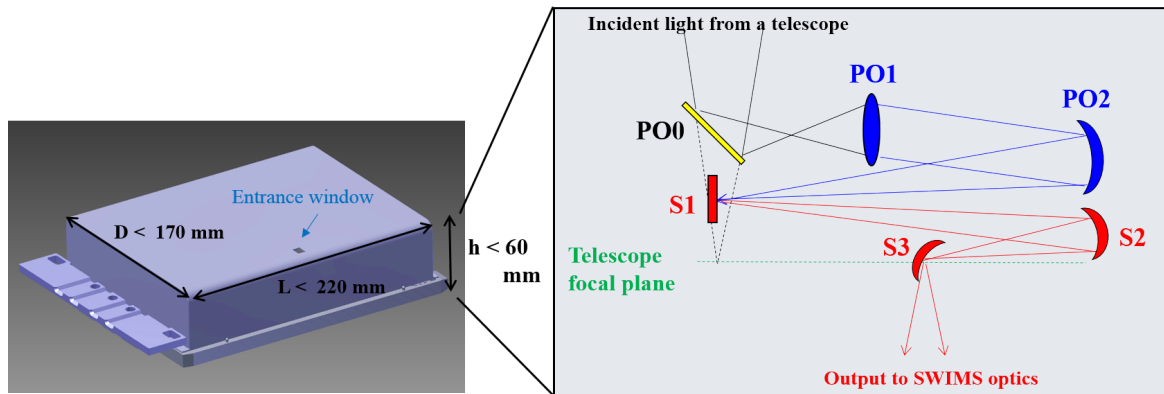 Entrance window
D < 170 mm
L < 220 mm
h < 60
mm
Incident light from a telescope
PO0
PO1
PO2
S1
S2
S3
Telescope
focal plane
Output to SWIMS optics